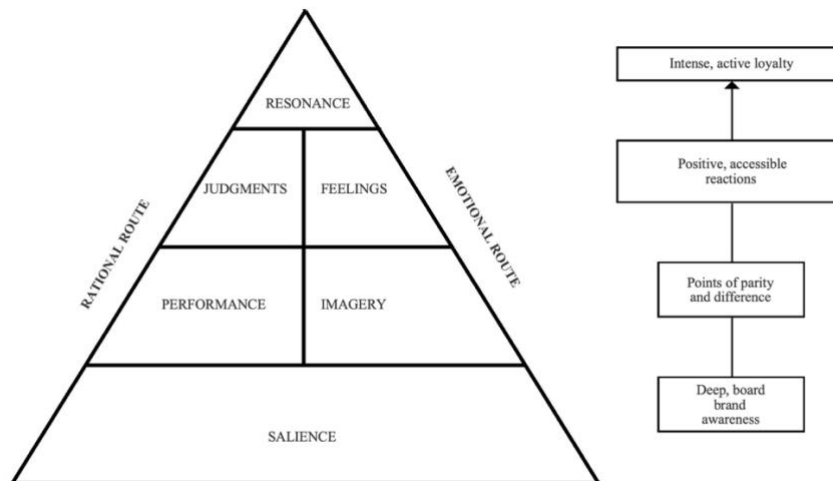 RESONANCE
JUDGMENTS
FEELINGS
PERFORMANCE
IMAGERY
SALIENCE
RATIONAL ROUTE
EMOTIONAL ROUTE
Intense, active loyalty
Positive, accessible
reactions
Points of parity
and difference
Deep, board
brand
awareness